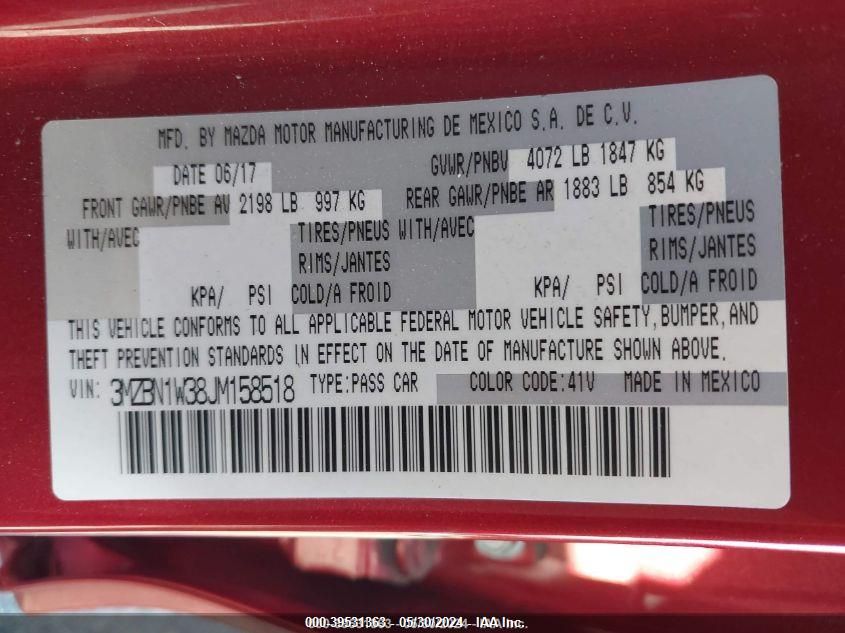 MFD. BY MAZDA MOTOR MANUFACTURING DE MEXICO S.A. DE C.V.
DATE 06/17 GVWR/PNBV 4072 LB 1847 KG
FRONT GAWR/PNBE AV 2198 LB 997 KG REAR GAWR/PNBE AR 1883 LB 854 KG
WITH/AVEC TIRES/PNEUS WITH/AVEC TIRES/PNEUS
RIMS/JANTES RIMS/JANTES
KPA/ PSI COLD/A FROID KPA/ PSI COLD/A FROID
THIS VEHICLE CONFORMS TO ALL APPLICABLE FEDERAL MOTOR VEHICLE SAFETY, BUMPER, AND
THEFT PREVENTION STANDARDS IN EFFECT ON THE DATE OF MANUFACTURE SHOWN ABOVE.
VIN: 3MZBN1W38JM158518 TYPE:PASS CAR COLOR CODE:41V MADE IN MEXICO
000-39531363 - 05/30/2024 - IAA Inc.